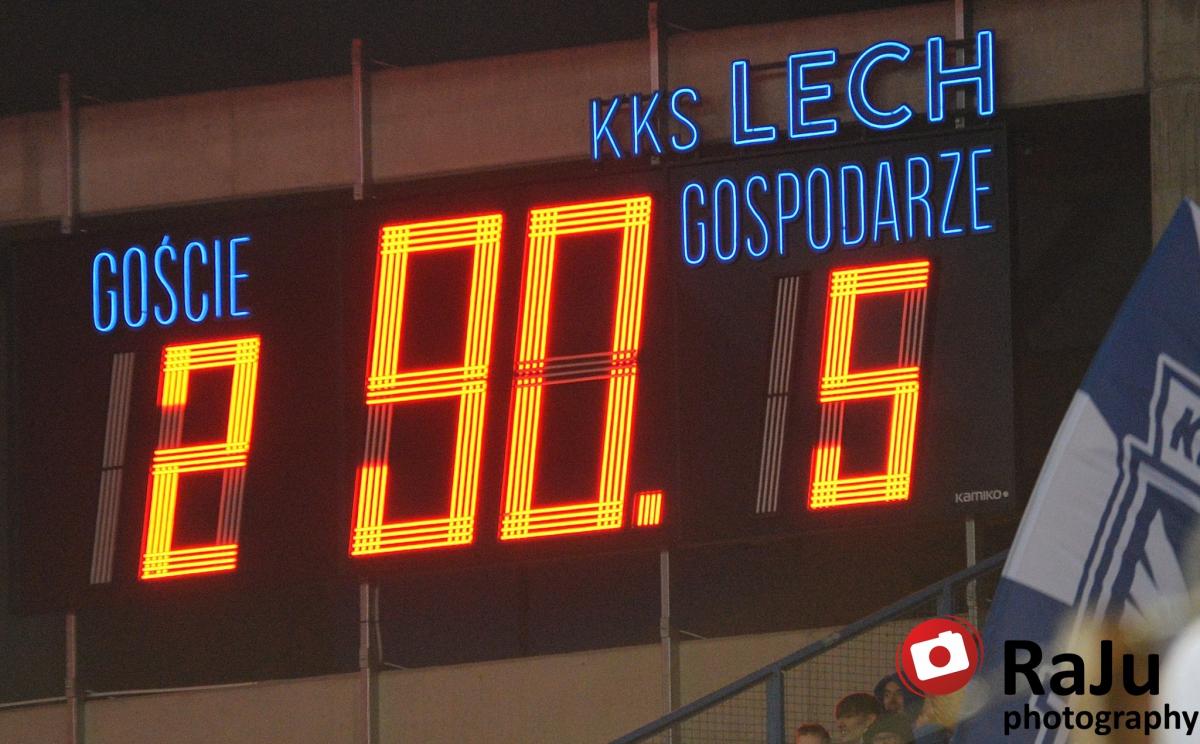 KKS LECH
GOŚCIE
GOSPODARZE
2
90.
5
kamiko
RaJu
photography